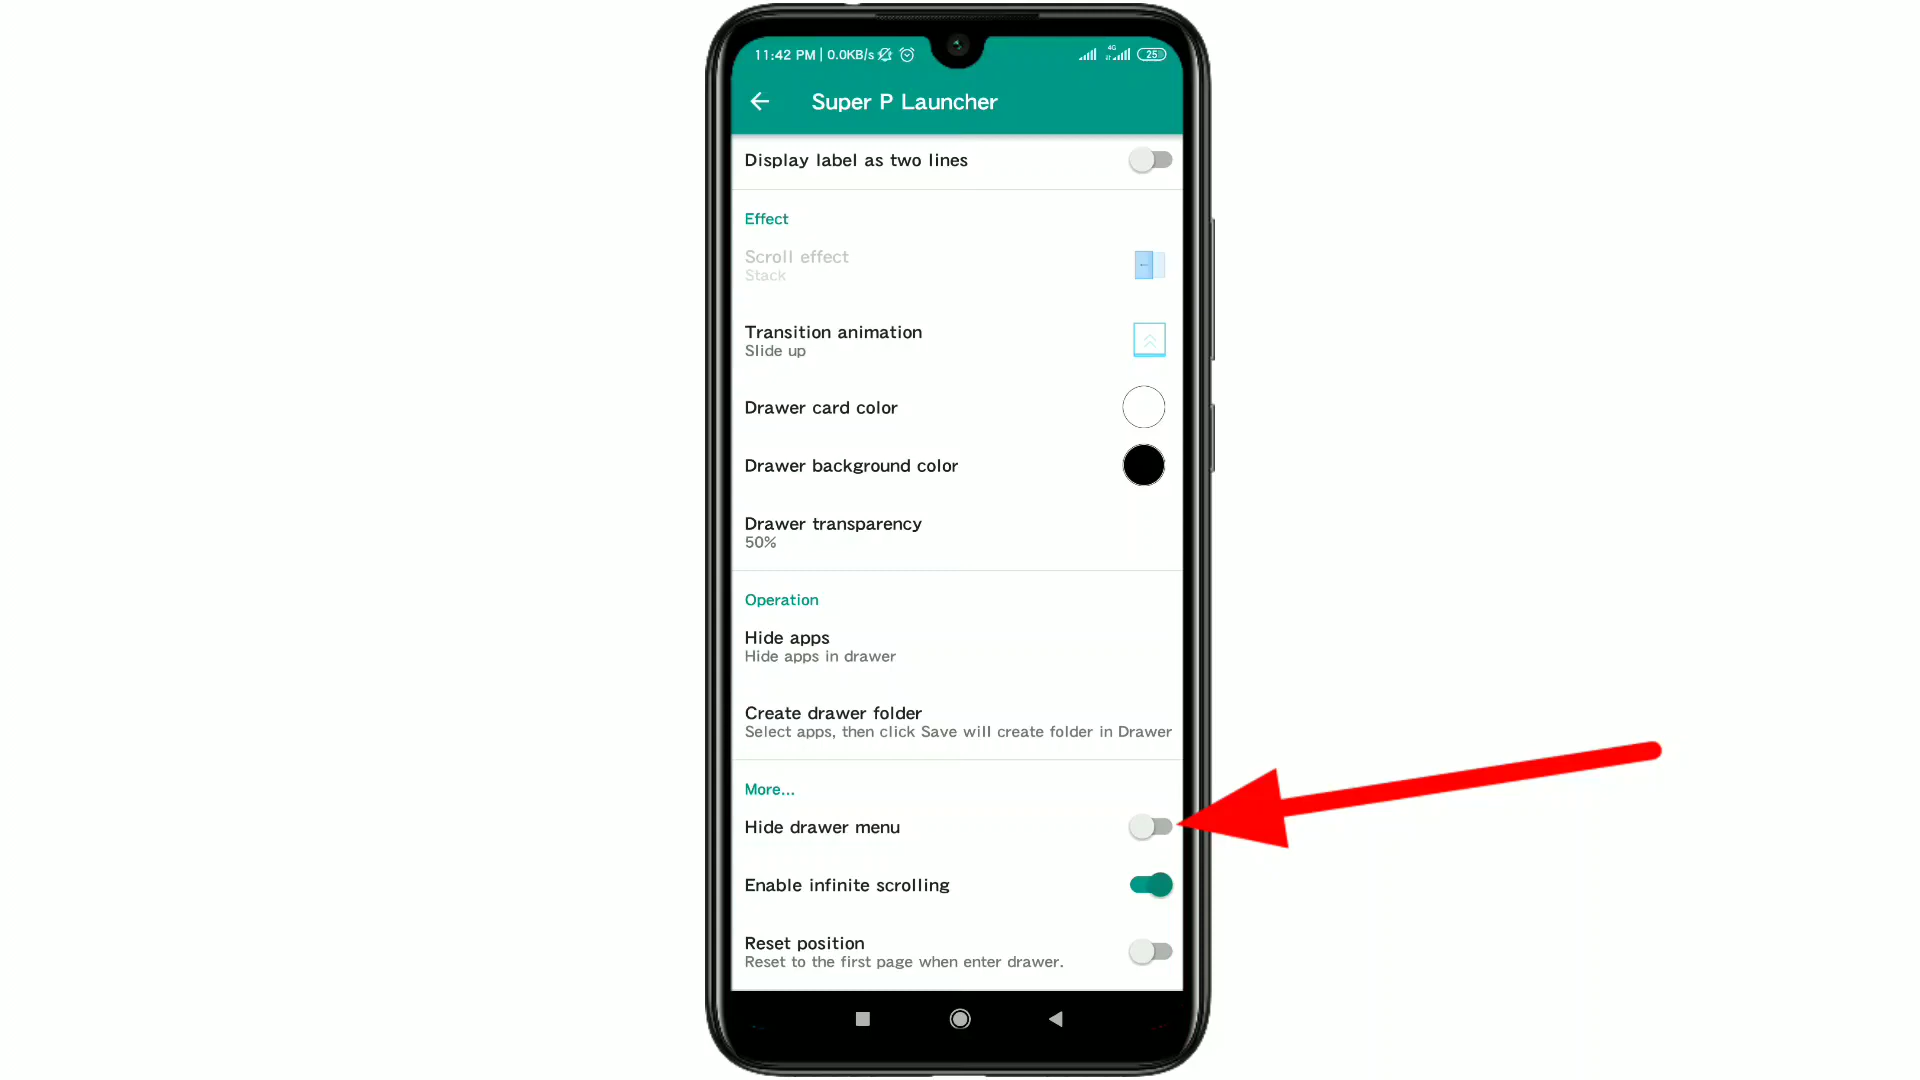 11:42 PM | 0.0KB/s
4G
25
Super P Launcher
Display label as two lines
Effect
Scroll effect
Stack
Transition animation
Slide up
Drawer card color
Drawer background color
Drawer transparency
50%
Operation
Hide apps
Hide apps in drawer
Create drawer folder
Select apps, then click Save will create folder in Drawer
More...
Hide drawer menu
Enable infinite scrolling
Reset position
Reset to the first page when enter drawer.